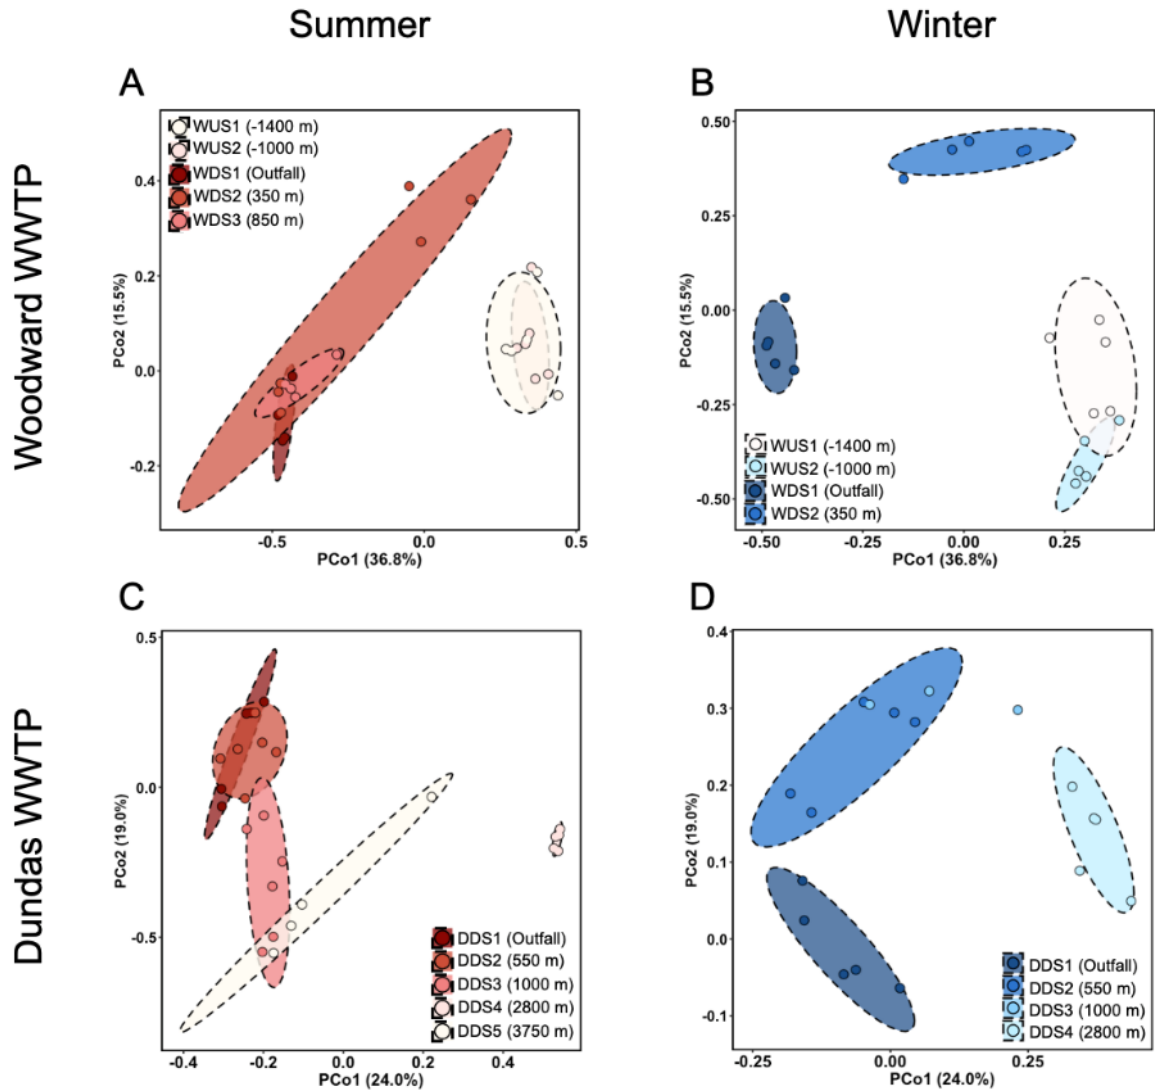 Summer
Winter
Woodward WWTP
A
WUS1 (-1400 m)
WUS2 (-1000 m)
WDS1 (Outfall)
WDS2 (350 m)
WDS3 (850 m)
0.4
0.2
0.0
-0.2
PCo2 (15.5%)
-0.5
0.0
0.5
PCo1 (36.8%)
B
0.50
0.25
0.00
-0.25
-0.50
PCo2 (15.5%)
WUS1 (-1400 m)
WUS2 (-1000 m)
WDS1 (Outfall)
WDS2 (350 m)
-0.50
-0.25
0.00
0.25
PCo1 (36.8%)
Dundas WWTP
C
0.5
0.0
-0.5
PCo2 (19.0%)
DDS1 (Outfall)
DDS2 (550 m)
DDS3 (1000 m)
DDS4 (2800 m)
DDS5 (3750 m)
-0.4
-0.2
0.0
0.2
0.4
PCo1 (24.0%)
D
0.4
0.3
0.2
0.1
0.0
-0.1
PCo2 (19.0%)
DDS1 (Outfall)
DDS2 (550 m)
DDS3 (1000 m)
DDS4 (2800 m)
-0.25
0.00
0.25
PCo1 (24.0%)